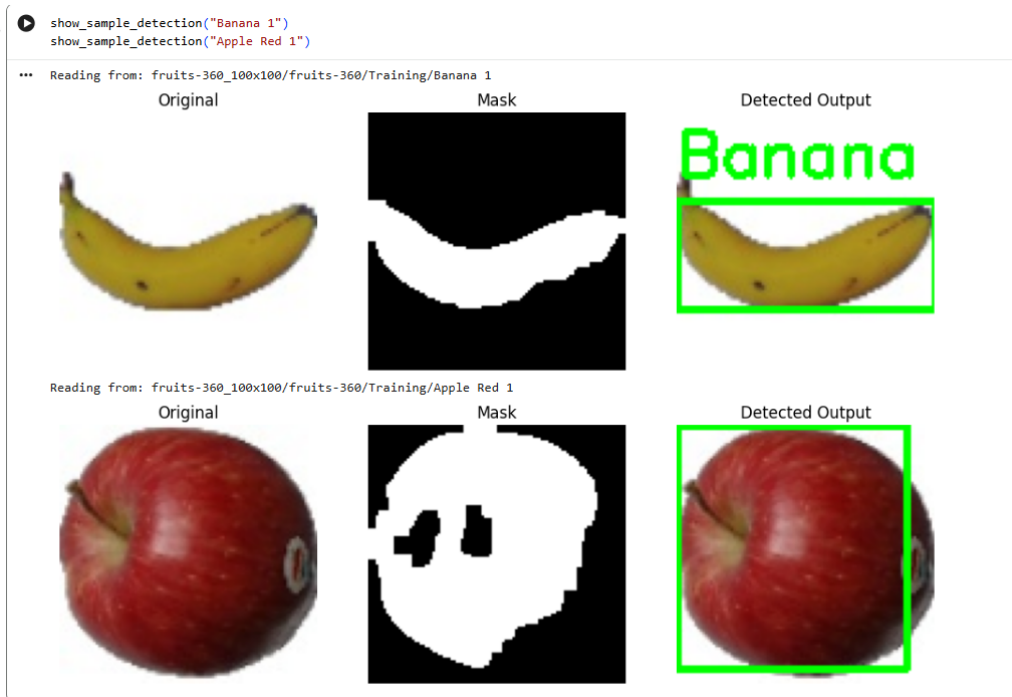 show_sample_detection("Banana 1")
show_sample_detection("Apple Red 1")
Reading from: fruits-360_100x100/fruits-360/Training/Banana 1
Original Mask Detected Output
Banana
Reading from: fruits-360_100x100/fruits-360/Training/Apple Red 1
Original Mask Detected Output